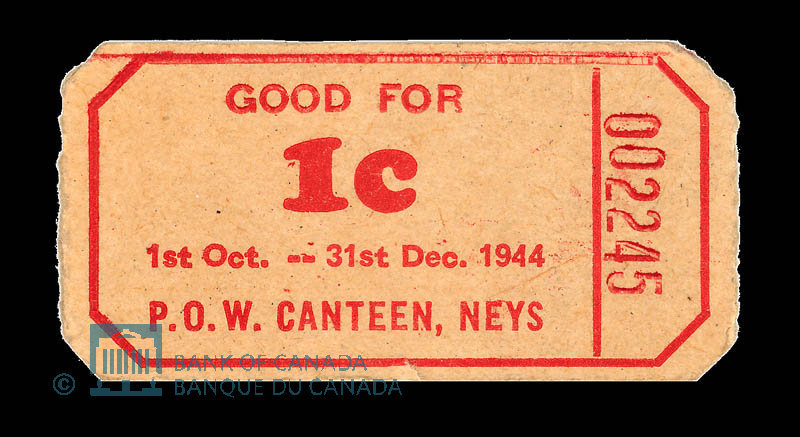 GOOD FOR
1c
1st Oct. -- 31st Dec. 1944
P.O.W. CANTEEN, NEYS
002245
© BANK OF CANADA
BANQUE DU CANADA